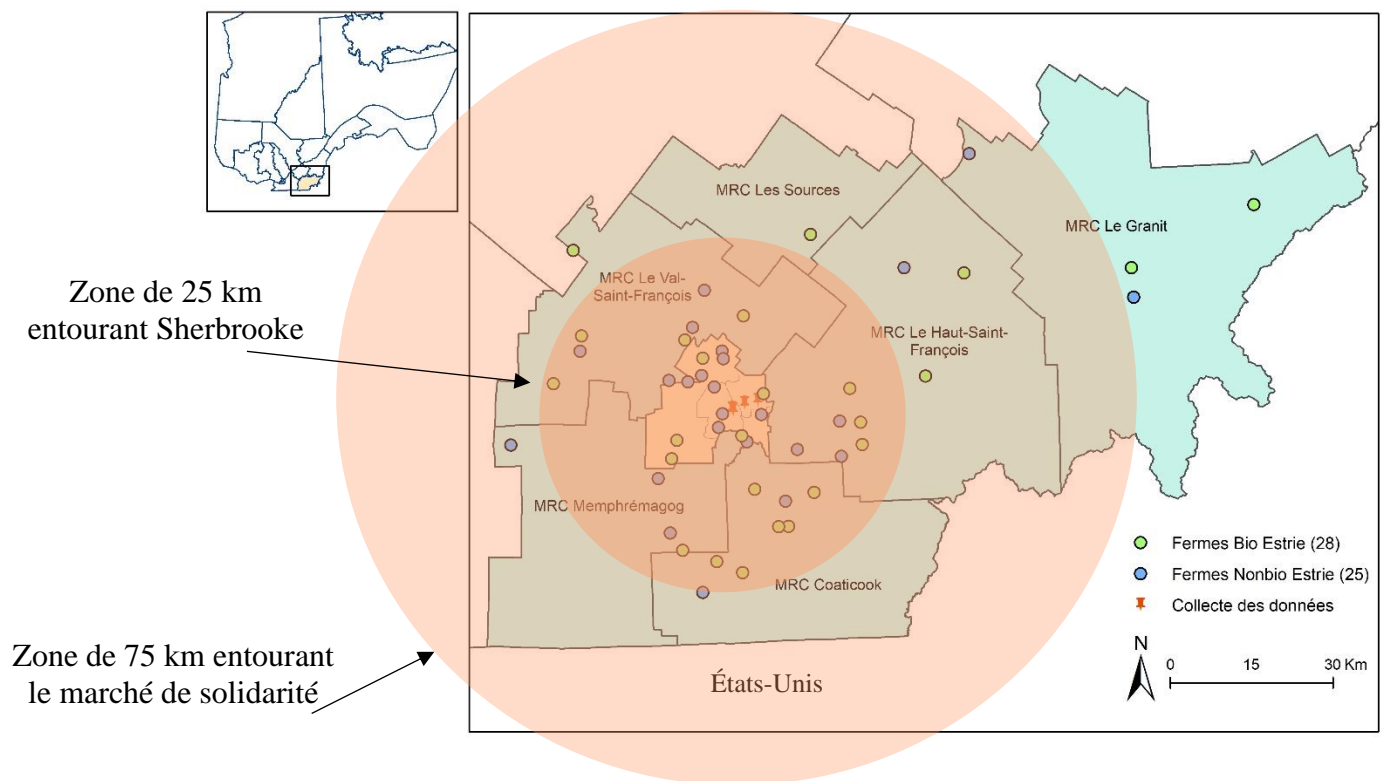 MRC Les Sources
MRC Le Granit
Zone de 25 km
entourant Sherbrooke
MRC Le Val-
Saint-François
MRC Le Haut-Saint-
François
MRC Memphrémagog
MRC Coaticook
Fermes Bio Estrie (28)
Fermes Nonbio Estrie (25)
Collecte des données
Zone de 75 km entourant
le marché de solidarité
États-Unis
N
0 15 30 Km